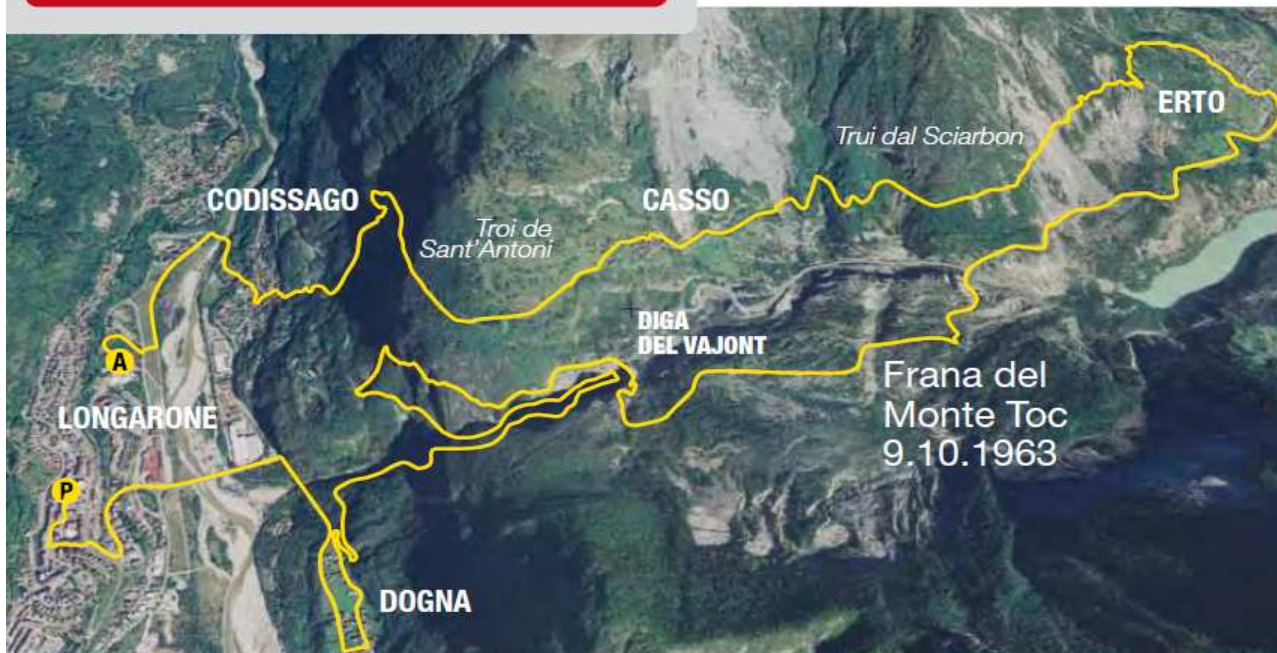 ERTO
Trui dal Sciarbon
CODISSAGO
CASSO
Troi de
Sant'Antoni
DIGA
DEL VAJONT
A
Frana del
Monte Toc
9.10.1963
LONGARONE
P
DOGNA